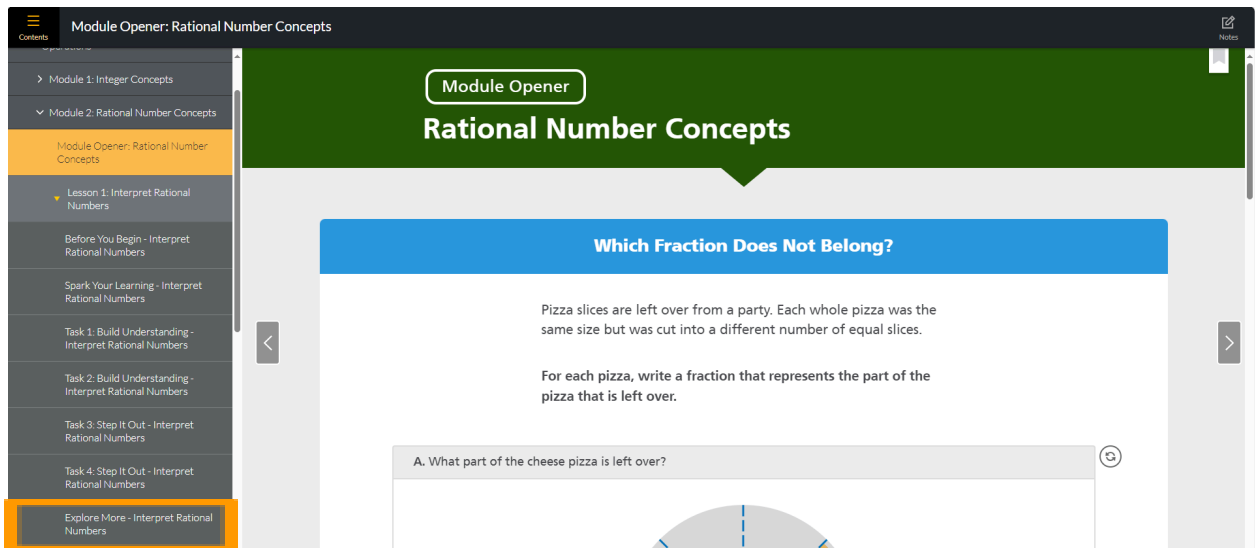 Contents
Module Opener: Rational Number Concepts
Notes
Module 1: Integer Concepts
Module 2: Rational Number Concepts
Module Opener: Rational Number
Concepts
Lesson 1: Interpret Rational
Numbers
Before You Begin - Interpret
Rational Numbers
Spark Your Learning - Interpret
Rational Numbers
Task 1: Build Understanding -
Interpret Rational Numbers
Task 2: Build Understanding -
Interpret Rational Numbers
Task 3: Step It Out - Interpret
Rational Numbers
Task 4: Step It Out - Interpret
Rational Numbers
Explore More - Interpret Rational
Numbers
Module Opener
Rational Number Concepts
Which Fraction Does Not Belong?
Pizza slices are left over from a party. Each whole pizza was the
same size but was cut into a different number of equal slices.
For each pizza, write a fraction that represents the part of the
pizza that is left over.
A. What part of the cheese pizza is left over?